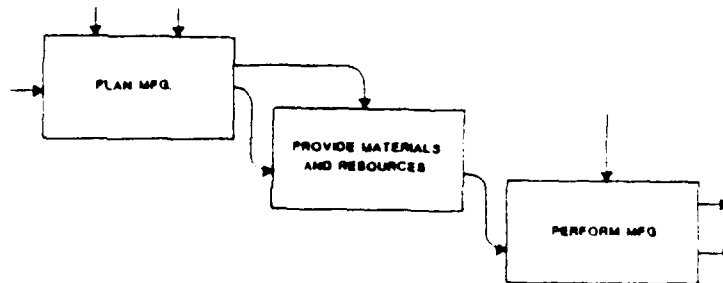 PLAN MFG.
PROVIDE MATERIALS
AND RESOURCES
PERFORM MFG